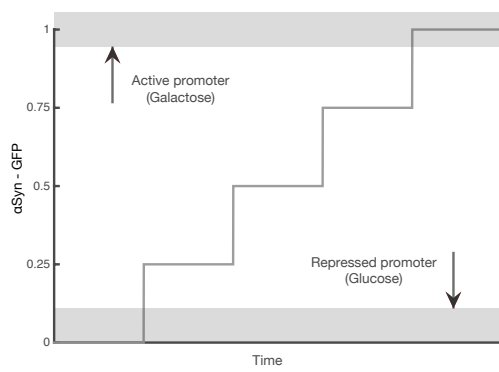 1
Active promoter
(Galactose)
0.75
αSyn - GFP
0.5
Repressed promoter
(Glucose)
0.25
0
Time